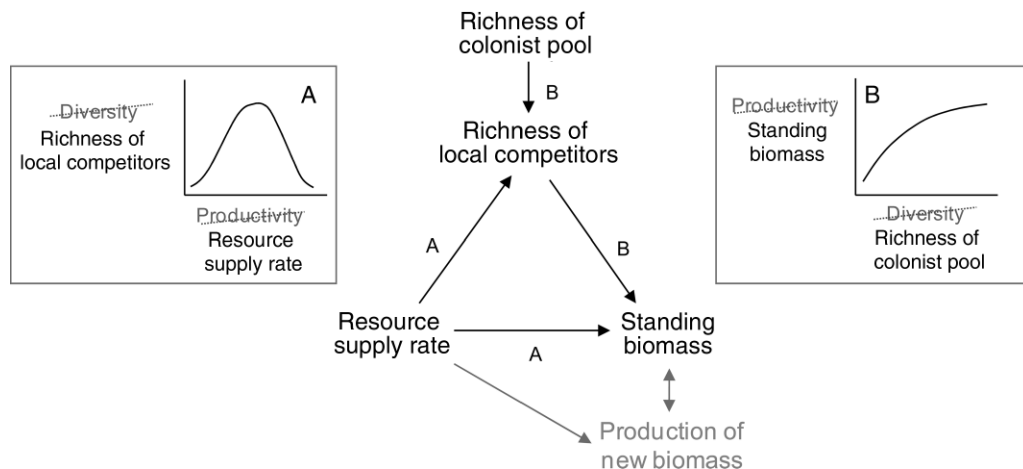 Richness of
colonist pool
B
Richness of
local competitors
A
Diversity
Richness of
local competitors
Productivity
Resource
supply rate
B
Productivity
Standing
biomass
Diversity
Richness of
colonist pool
A
B
Resource
supply rate
A
Standing
biomass
Production of
new biomass